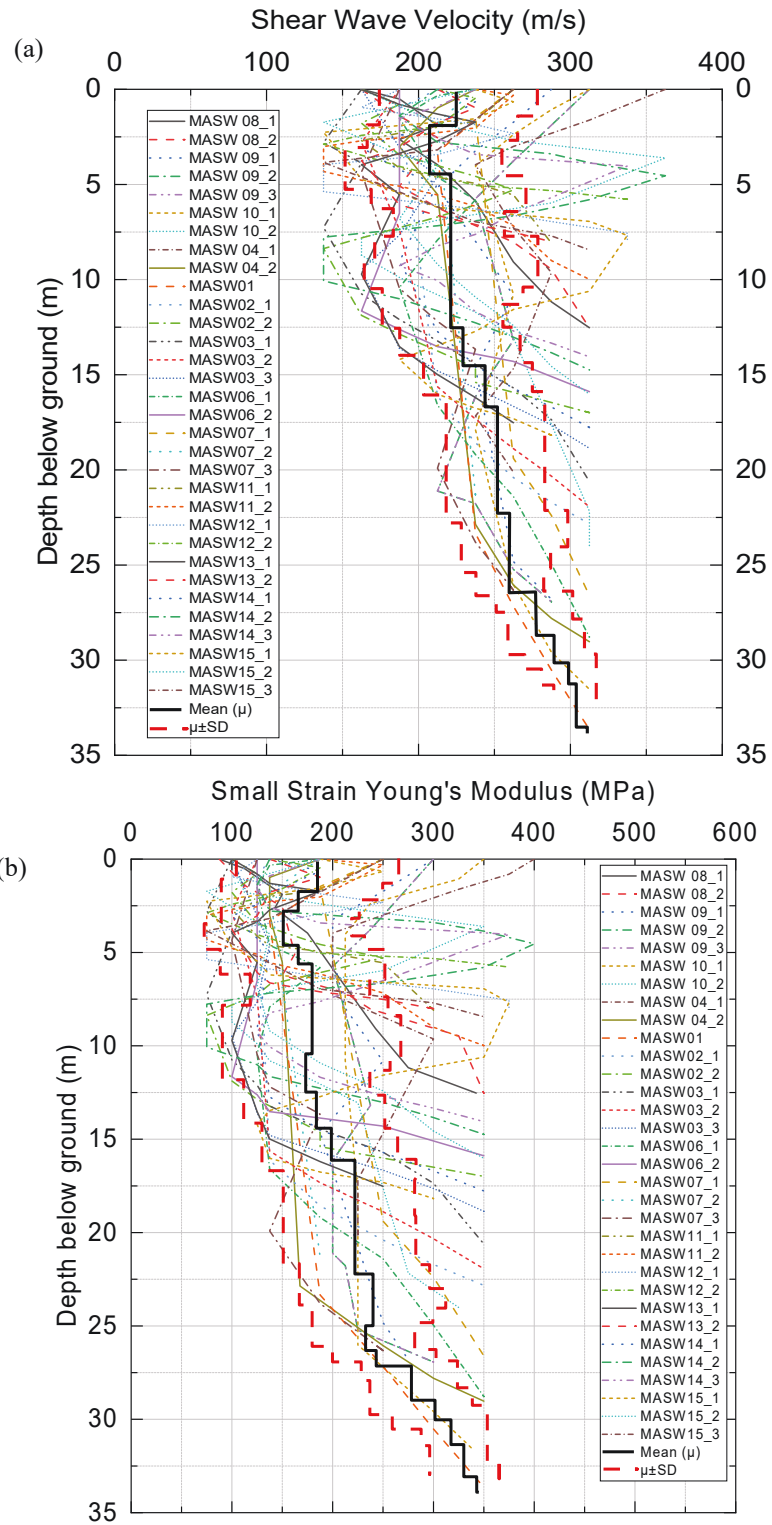 Shear Wave Velocity (m/s)
(a)
0 100 200 300 400
0 0
5 5
10 10
15 15
20 20
25 25
30 30
35 35
Depth below ground (m)
MASW 08_1
MASW 08_2
MASW 09_1
MASW 09_2
MASW 09_3
MASW 10_1
MASW 10_2
MASW 04_1
MASW 04_2
MASW01
MASW02_1
MASW02_2
MASW03_1
MASW03_2
MASW03_3
MASW06_1
MASW06_2
MASW07_1
MASW07_2
MASW07_3
MASW11_1
MASW11_2
MASW12_1
MASW12_2
MASW13_1
MASW13_2
MASW14_1
MASW14_2
MASW14_3
MASW15_1
MASW15_2
MASW15_3
Mean (μ)
μ±SD
Small Strain Young's Modulus (MPa)
(b)
0 100 200 300 400 500 600
0
5
10
15
20
25
30
35
Depth below ground (m)
MASW 08_1
MASW 08_2
MASW 09_1
MASW 09_2
MASW 09_3
MASW 10_1
MASW 10_2
MASW 04_1
MASW 04_2
MASW01
MASW02_1
MASW02_2
MASW03_1
MASW03_2
MASW03_3
MASW06_1
MASW06_2
MASW07_1
MASW07_2
MASW07_3
MASW11_1
MASW11_2
MASW12_1
MASW12_2
MASW13_1
MASW13_2
MASW14_1
MASW14_2
MASW14_3
MASW15_1
MASW15_2
MASW15_3
Mean (μ)
μ±SD